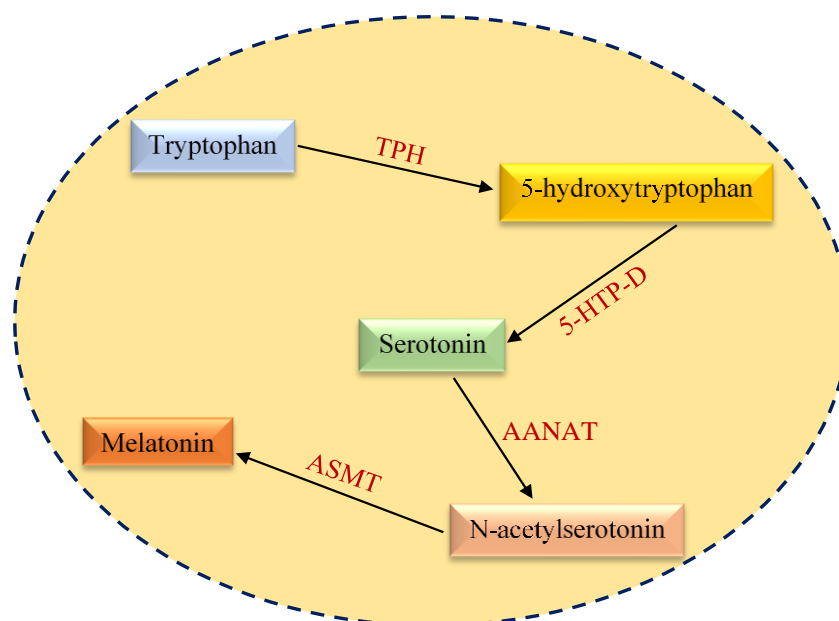 Tryptophan
TPH
5-hydroxytryptophan
5-HTP-D
Serotonin
AANAT
N-acetylserotonin
ASMT
Melatonin